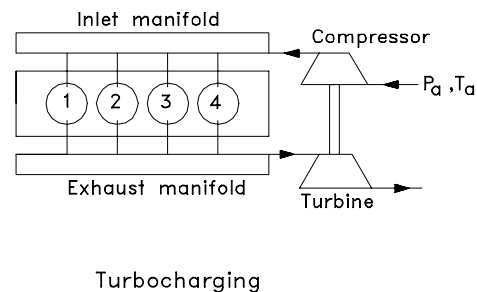 Inlet manifold
Compressor
Pa ,Ta
1 2 3 4
Exhaust manifold
Turbine
Turbocharging